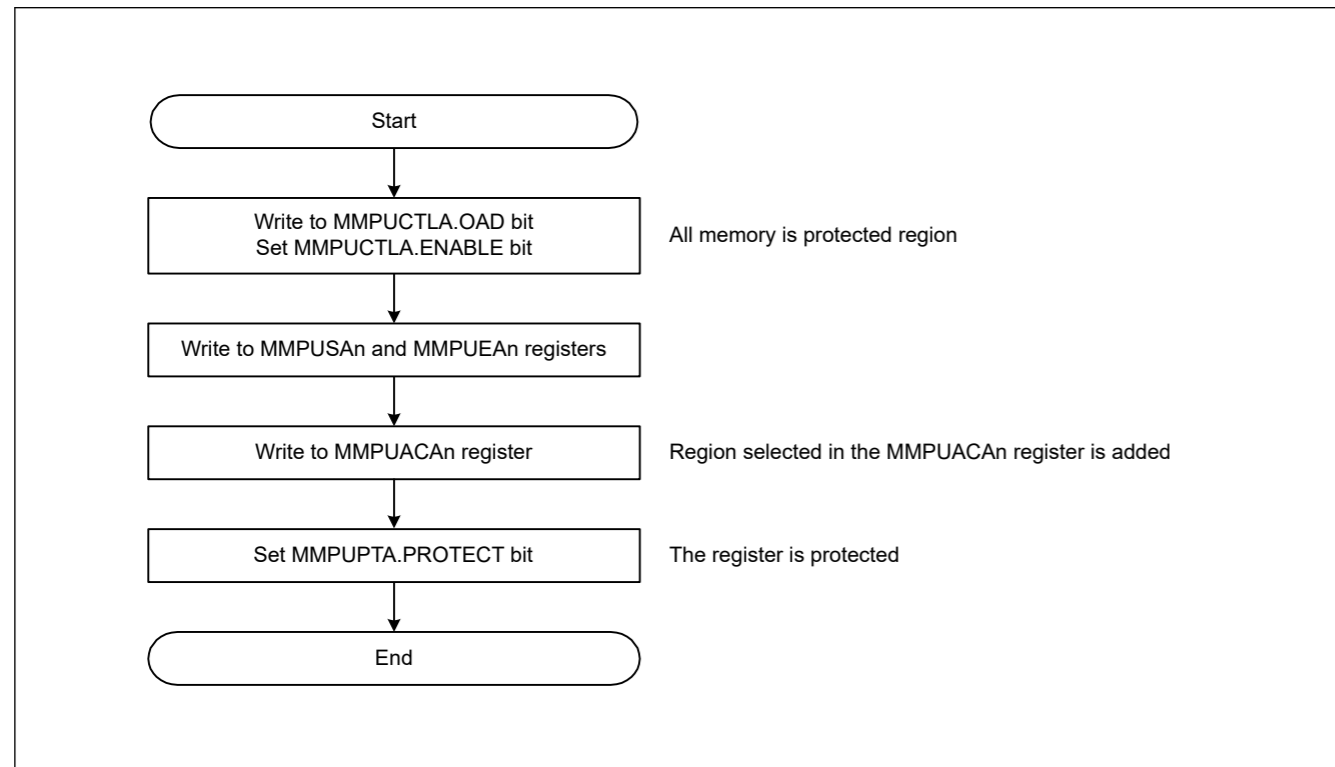 Start
Write to MMPUCTLA.OAD bit
Set MMPUCTLA.ENABLE bit
All memory is protected region
Write to MMPUSAn and MMPUEAn registers
Write to MMPUACAn register
Region selected in the MMPUACAn register is added
Set MMPUPTA.PROTECT bit
The register is protected
End